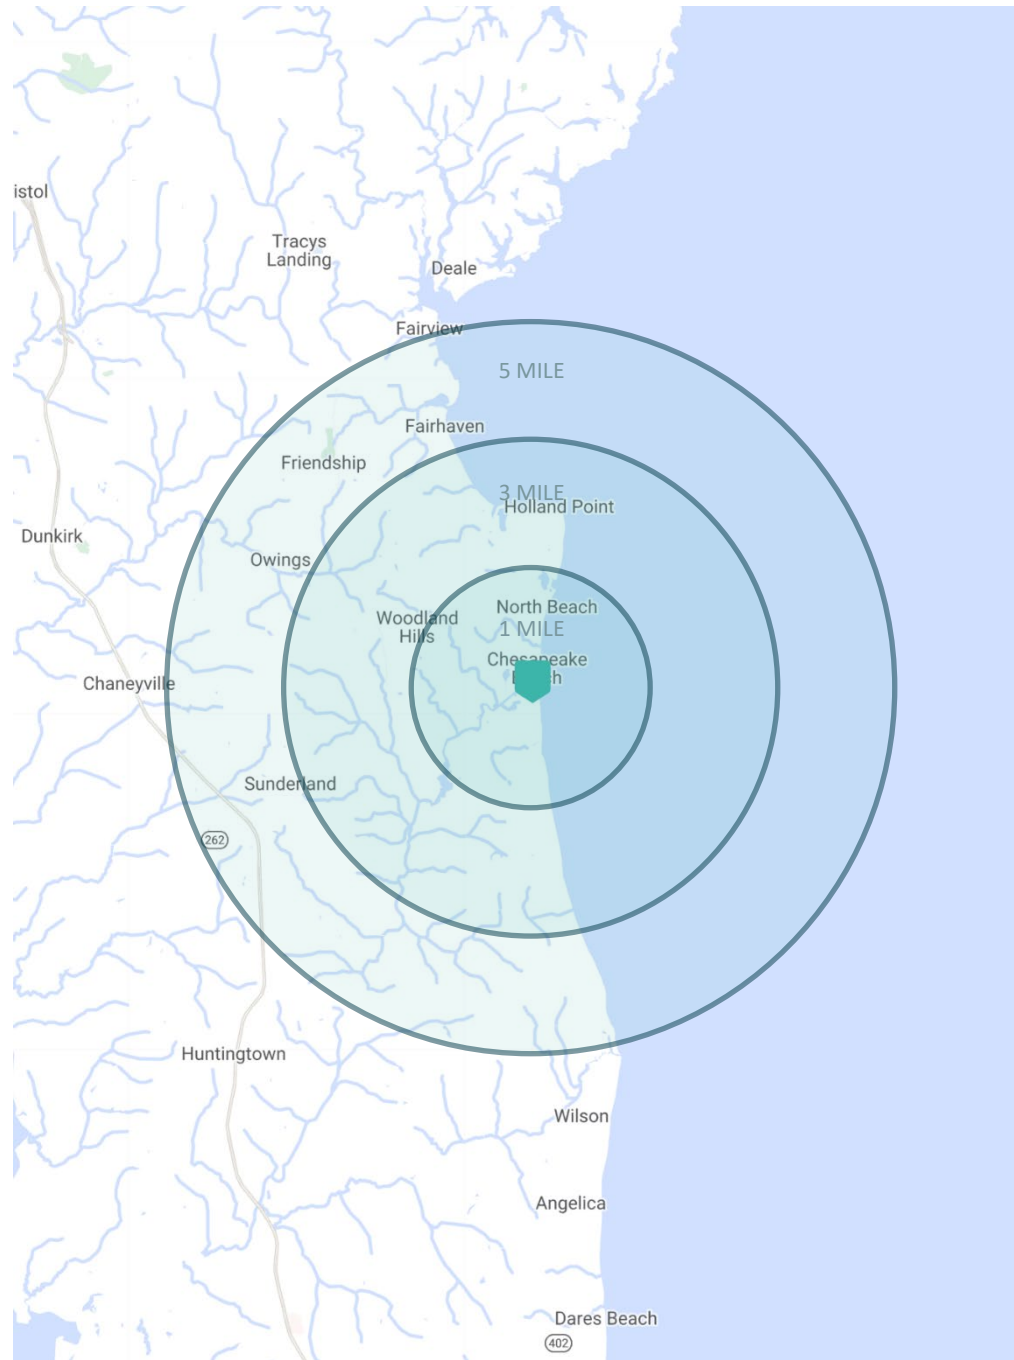 istol
Tracys
Landing
Deale
Fairview
5 MILE
Fairhaven
Friendship
3 MILE
Holland Point
Dunkirk
Owings
North Beach
Woodland
Hills
1 MILE
Chesapeake
Chaneyville
Sunderland
262
Huntingtown
Wilson
Angelica
Dares Beach
402